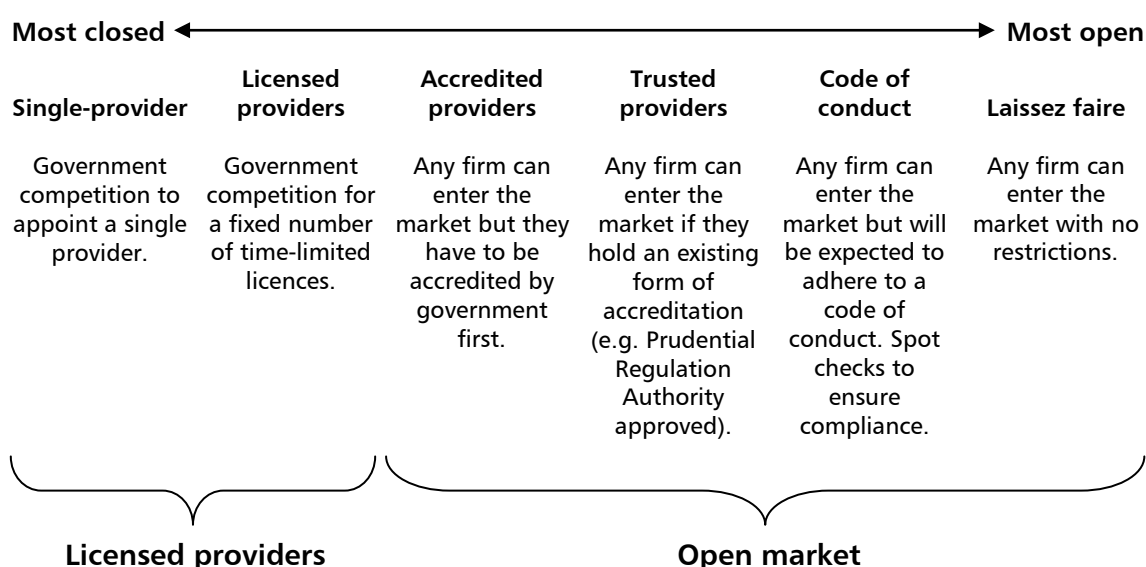 Most closed
Most open
Single-provider
Licensed
providers
Accredited
providers
Trusted
providers
Code of
conduct
Laissez faire
Government
competition to
appoint a single
provider.
Government
competition for
a fixed number
of time-limited
licences.
Any firm can
enter the
market but they
have to be
accredited by
government
first.
Any firm can
enter the
market if they
hold an existing
form of
accreditation
(e.g. Prudential
Regulation
Authority
approved).
Any firm can
enter the
market but will
be expected to
adhere to a
code of
conduct. Spot
checks to
ensure
compliance.
Any firm can
enter the
market with no
restrictions.
Licensed providers
Open market